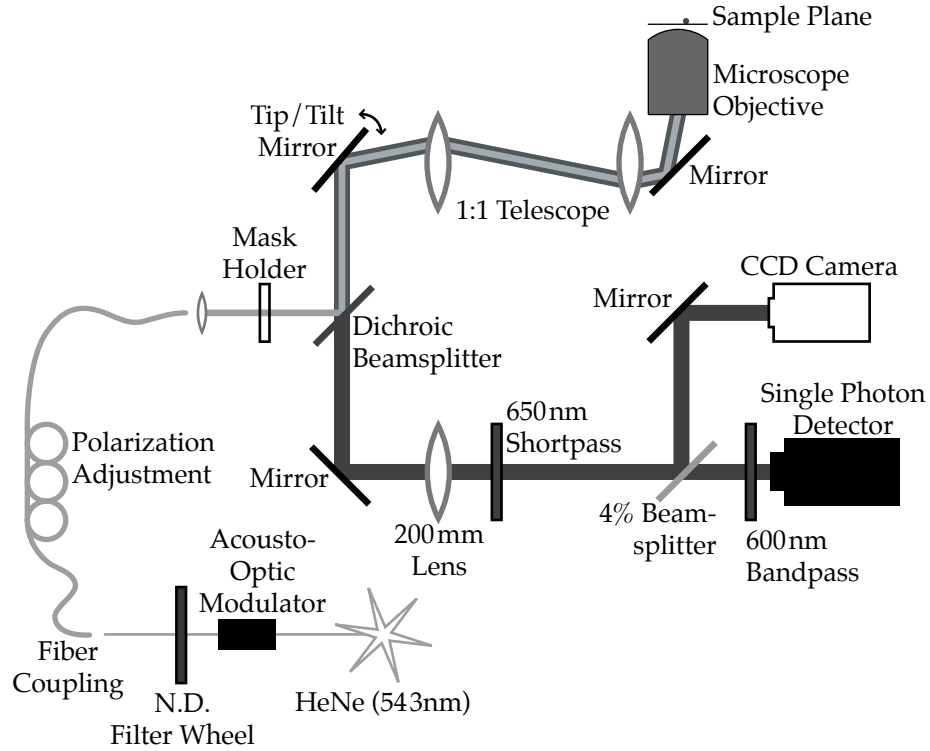 Sample Plane
Microscope
Objective
Tip/Tilt
Mirror
Mirror
1:1 Telescope
Mask
Holder
CCD Camera
Mirror
Dichroic
Beamsplitter
Single Photon
Detector
650nm
Shortpass
Polarization
Adjustment
Mirror
4% Beam-
splitter
200mm
Lens
600nm
Bandpass
Acousto-
Optic
Modulator
Fiber
Coupling
N.D.
Filter Wheel
HeNe (543nm)